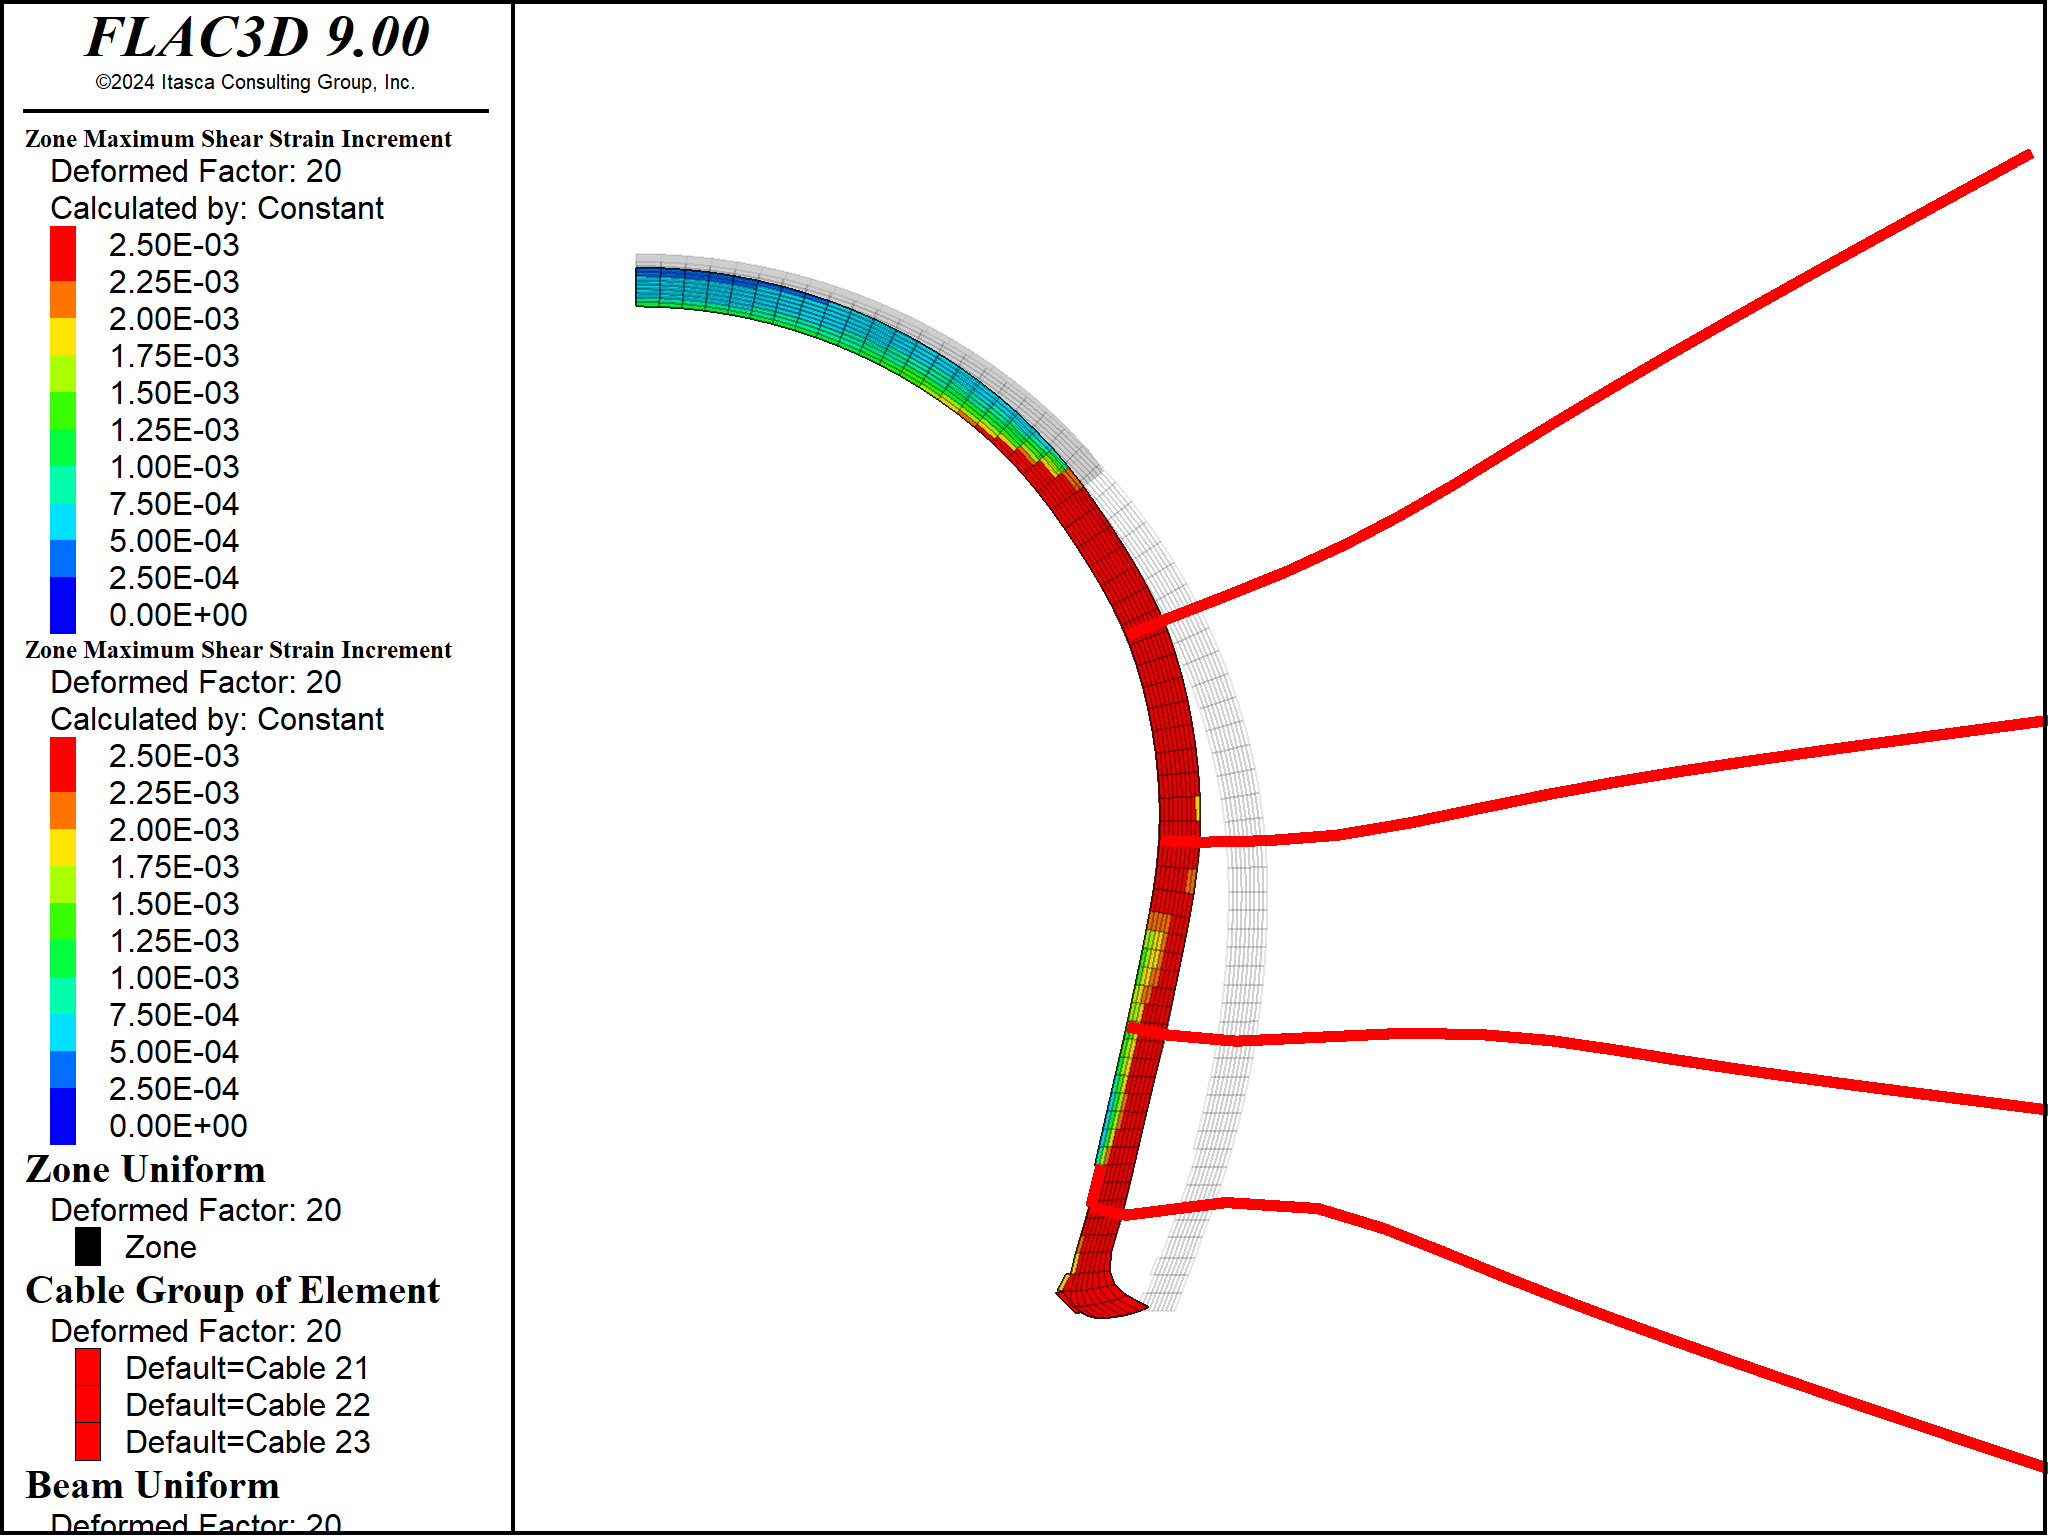 FLAC3D 9.00
©2024 Itasca Consulting Group, Inc.
Zone Maximum Shear Strain Increment
Deformed Factor: 20
Calculated by: Constant
2.50E-03
2.25E-03
2.00E-03
1.75E-03
1.50E-03
1.25E-03
1.00E-03
7.50E-04
5.00E-04
2.50E-04
0.00E+00
Zone Maximum Shear Strain Increment
Deformed Factor: 20
Calculated by: Constant
2.50E-03
2.25E-03
2.00E-03
1.75E-03
1.50E-03
1.25E-03
1.00E-03
7.50E-04
5.00E-04
2.50E-04
0.00E+00
Zone Uniform
Deformed Factor: 20
Zone
Cable Group of Element
Deformed Factor: 20
Default=Cable 21
Default=Cable 22
Default=Cable 23
Beam Uniform
Deformed Factor: 20